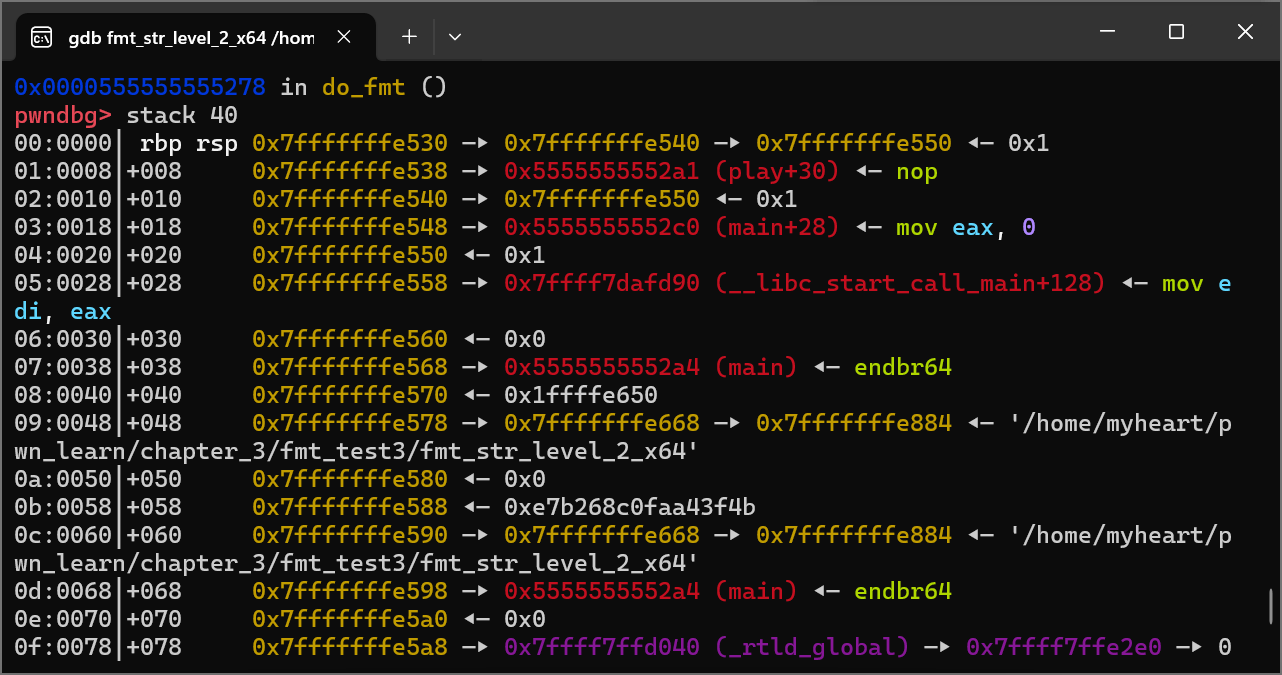 gdb fmt_str_level_2_x64 /hom
0x0000555555555278 in do_fmt ()
pwndbg> stack 40
00:0000│ rbp rsp 0x7fffffffe530 —▸ 0x7fffffffe540 —▸ 0x7fffffffe550 ◂— 0x1
01:0008│+008     0x7fffffffe538 —▸ 0x5555555552a1 (play+30) ◂— nop
02:0010│+010     0x7fffffffe540 —▸ 0x7fffffffe550 ◂— 0x1
03:0018│+018     0x7fffffffe548 —▸ 0x5555555552c0 (main+28) ◂— mov eax, 0
04:0020│+020     0x7fffffffe550 ◂— 0x1
05:0028│+028     0x7fffffffe558 —▸ 0x7ffff7dafd90 (__libc_start_call_main+128) ◂— mov e
di, eax
06:0030│+030     0x7fffffffe560 ◂— 0x0
07:0038│+038     0x7fffffffe568 —▸ 0x5555555552a4 (main) ◂— endbr64
08:0040│+040     0x7fffffffe570 ◂— 0x1ffffe650
09:0048│+048     0x7fffffffe578 —▸ 0x7fffffffe668 —▸ 0x7fffffffe884 ◂— '/home/myheart/p
wn_learn/chapter_3/fmt_test3/fmt_str_level_2_x64'
0a:0050│+050     0x7fffffffe580 ◂— 0x0
0b:0058│+058     0x7fffffffe588 ◂— 0xe7b268c0faa43f4b
0c:0060│+060     0x7fffffffe590 —▸ 0x7fffffffe668 —▸ 0x7fffffffe884 ◂— '/home/myheart/p
wn_learn/chapter_3/fmt_test3/fmt_str_level_2_x64'
0d:0068│+068     0x7fffffffe598 —▸ 0x5555555552a4 (main) ◂— endbr64
0e:0070│+070     0x7fffffffe5a0 ◂— 0x0
0f:0078│+078     0x7fffffffe5a8 —▸ 0x7ffff7ffd040 (_rtld_global) —▸ 0x7ffff7ffe2e0 —▸ 0